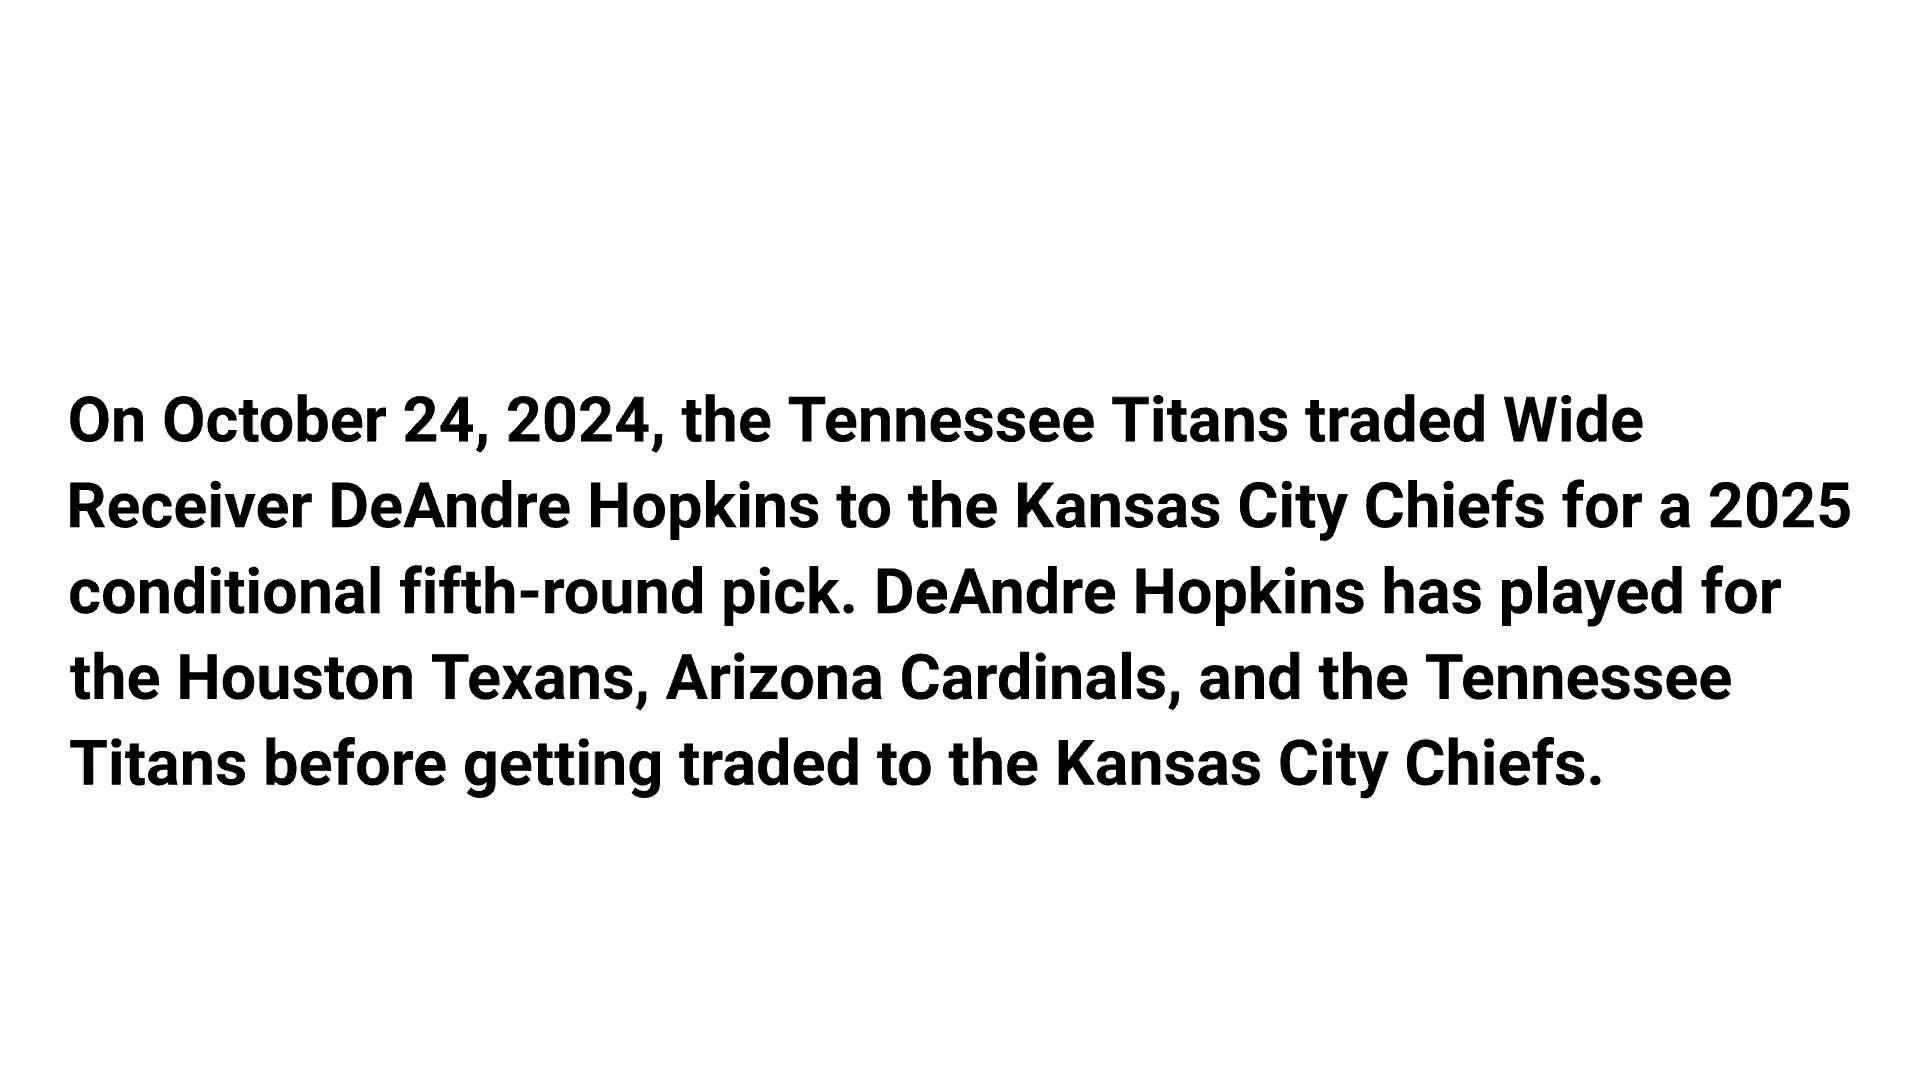 On October 24, 2024, the Tennessee Titans traded Wide
Receiver DeAndre Hopkins to the Kansas City Chiefs for a 2025
conditional fifth-round pick. DeAndre Hopkins has played for
the Houston Texans, Arizona Cardinals, and the Tennessee
Titans before getting traded to the Kansas City Chiefs.